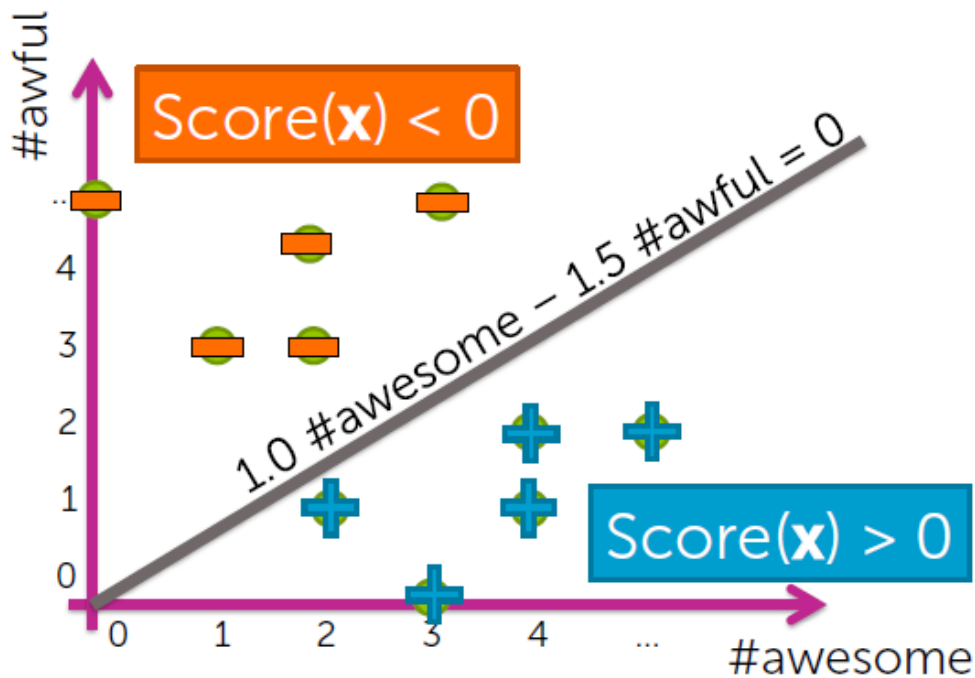 #awful
Score(x) < 0
1.0 #awesome – 1.5 #awful = 0
...
4
3
2
1
0
Score(x) > 0
0 1 2 3 4 ...
#awesome